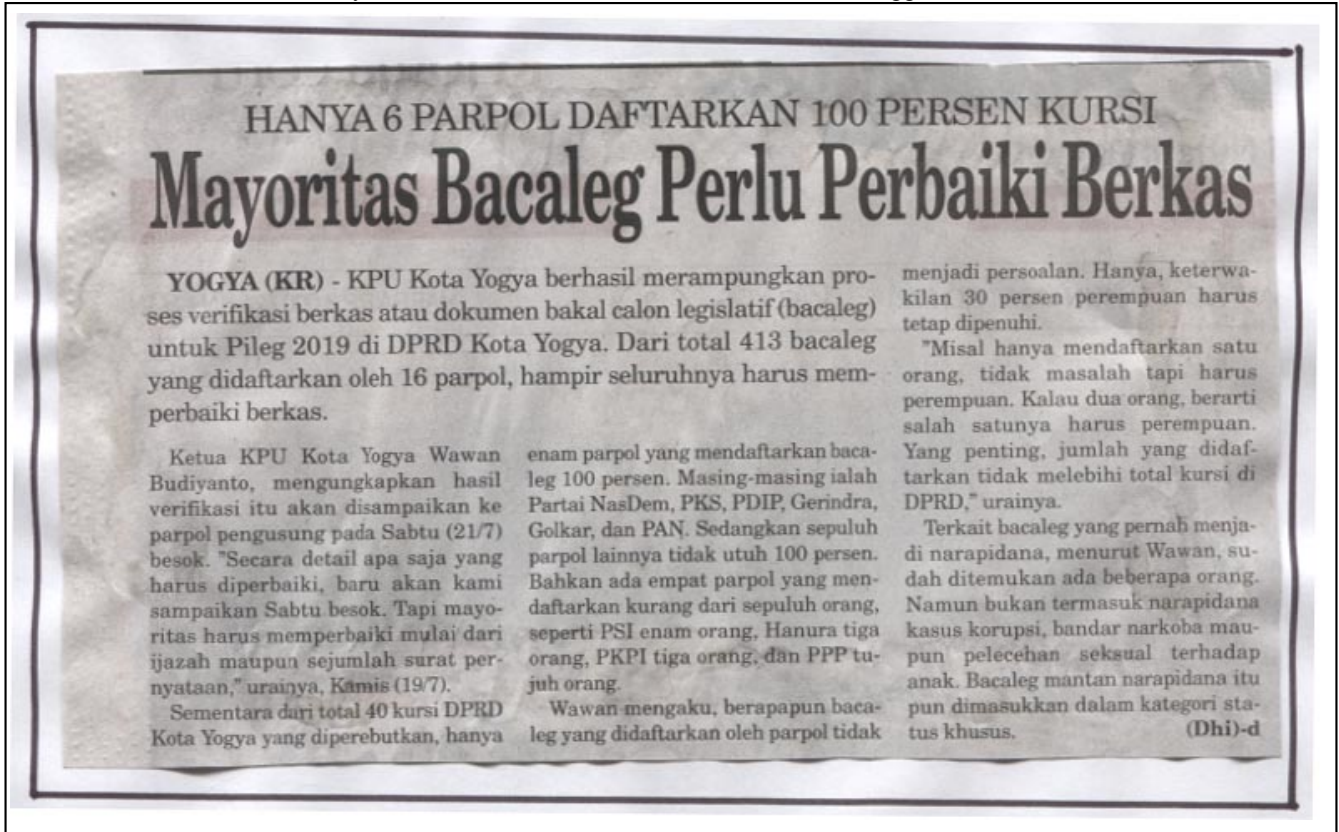 HANYA 6 PARPOL DAFTARKAN 100 PERSEN KURSI
Mayoritas Bacaleg Perlu Perbaiki Berkas
YOGYA (KR) - KPU Kota Yogya berhasil merampungkan pro-
ses verifikasi berkas atau dokumen bakal calon legislatif (bacaleg)
untuk Pileg 2019 di DPRD Kota Yogya. Dari total 413 bacaleg
yang didaftarkan oleh 16 parpol, hampir seluruhnya harus mem-
perbaiki berkas.
Ketua KPU Kota Yogya Wawan
Budiyanto, mengungkapkan hasil
verifikasi itu akan disampaikan ke
parpol pengusung pada Sabtu (21/7)
besok. "Secara detail apa saja yang
harus diperbaiki, baru akan kami
sampaikan Sabtu besok. Tapi mayo-
ritas harus memperbaiki mulai dari
ijazah maupun sejumlah surat per-
nyataan," urainya, Kamis (19/7).
Sementara dari total 40 kursi DPRD
Kota Yogya yang diperebutkan, hanya
enam parpol yang mendaftarkan baca-
leg 100 persen. Masing-masing ialah
Partai NasDem, PKS, PDIP, Gerindra,
Golkar, dan PAN. Sedangkan sepuluh
parpol lainnya tidak utuh 100 persen.
Bahkan ada empat parpol yang men-
daftarkan kurang dari sepuluh orang,
seperti PSI enam orang, Hanura tiga
orang, PKPI tiga orang, dan PPP tu-
juh orang.
Wawan mengaku, berapapun baca-
leg yang didaftarkan oleh parpol tidak
menjadi persoalan. Hanya, keterwa-
kilan 30 persen perempuan harus
tetap dipenuhi.
"Misal hanya mendaftarkan satu
orang, tidak masalah tapi harus
perempuan. Kalau dua orang, berarti
salah satunya harus perempuan.
Yang penting, jumlah yang didaf-
tarkan tidak melebihi total kursi di
DPRD," urainya.
Terkait bacaleg yang pernah menja-
di narapidana, menurut Wawan, su-
dah ditemukan ada beberapa orang.
Namun bukan termasuk narapidana
kasus korupsi, bandar narkoba mau-
pun pelecehan seksual terhadap
anak. Bacaleg mantan narapidana itu
pun dimasukkan dalam kategori sta-
tus khusus. (Dhi)-d